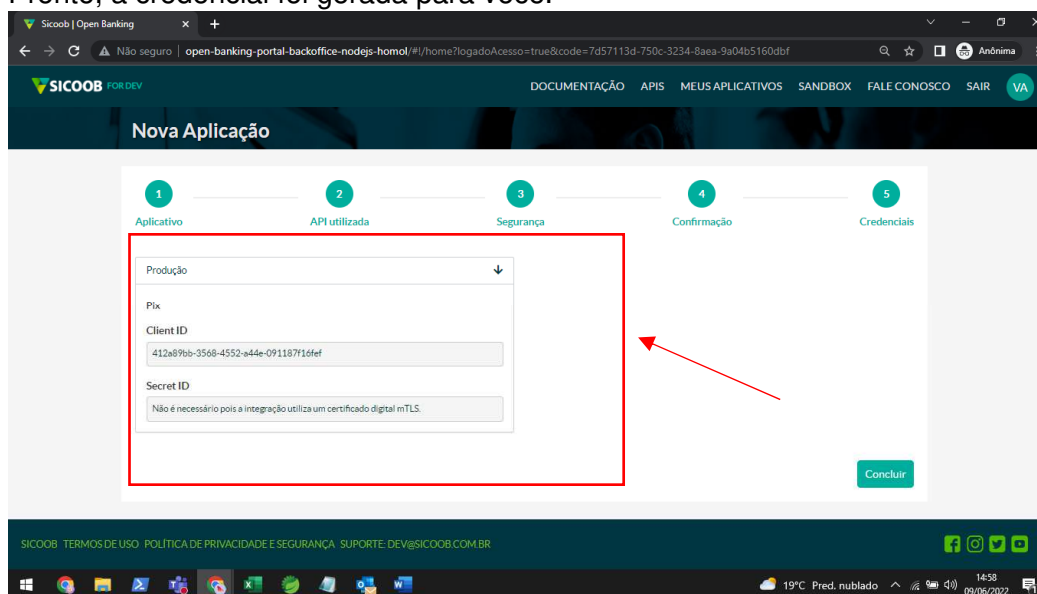 Pronto, a credencial foi gerada para você.
Sicoob | Open Banking
Não seguro | open-banking-portal-backoffice-nodejs-homol/#!/home?logadoAcesso=true&code=7d57113d-750c-3234-8aea-9a04b5160dbf
Anônima
SICOOB FOR DEV
DOCUMENTAÇÃO APIS MEUS APLICATIVOS SANDBOX FALE CONOSCO SAIR VA
Nova Aplicação
1 2 3 4 5
Aplicativo API utilizada Segurança Confirmação Credenciais
Produção
Pix
Client ID
412a89bb-3568-4552-a44e-091187f16fef
Secret ID
Não é necessário pois a integração utiliza um certificado digital mTLS.
Concluir
SICOOB TERMOS DE USO POLÍTICA DE PRIVACIDADE E SEGURANÇA SUPORTE: DEV@SICOOB.COM.BR
19°C Pred. nublado
14:58
09/06/2022